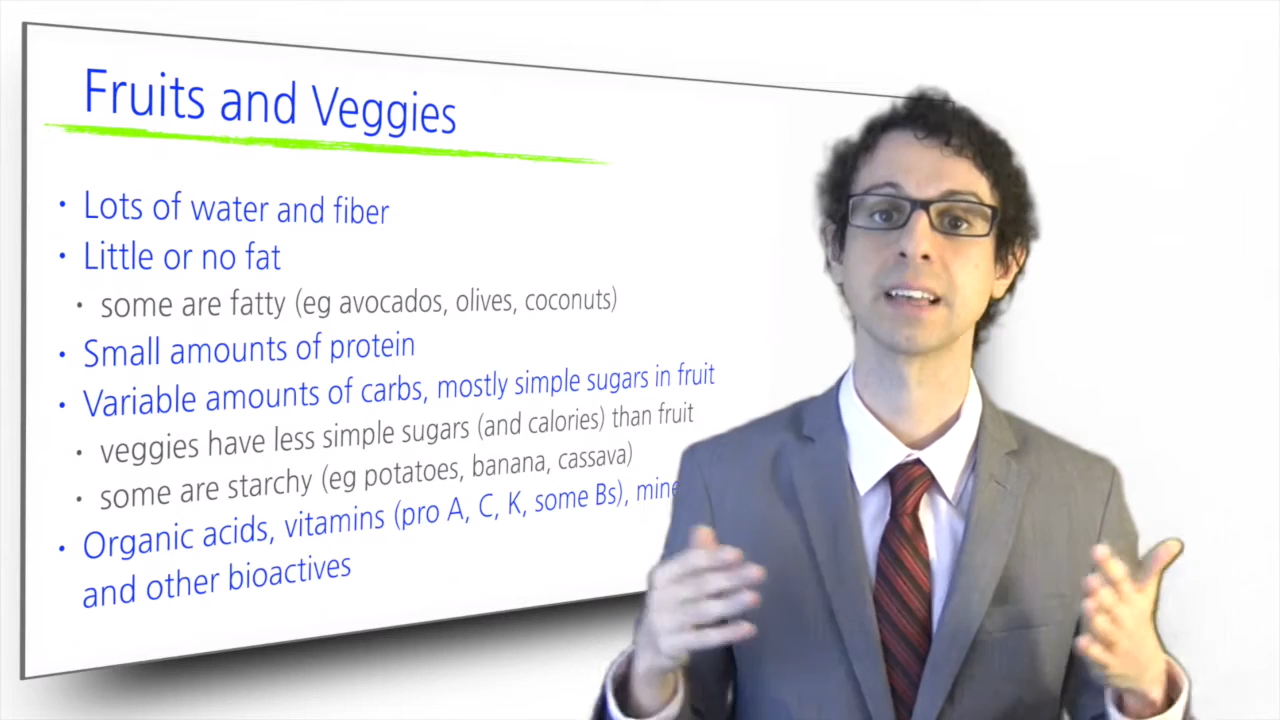 Fruits and Veggies
• Lots of water and fiber
• Little or no fat
• some are fatty (eg avocados, olives, coconuts)
• Small amounts of protein
• Variable amounts of carbs, mostly simple sugars in fruit
• veggies have less simple sugars (and calories) than fruit
• some are starchy (eg potatoes, banana, cassava)
• Organic acids, vitamins (pro A, C, K, some Bs),
and other bioactives